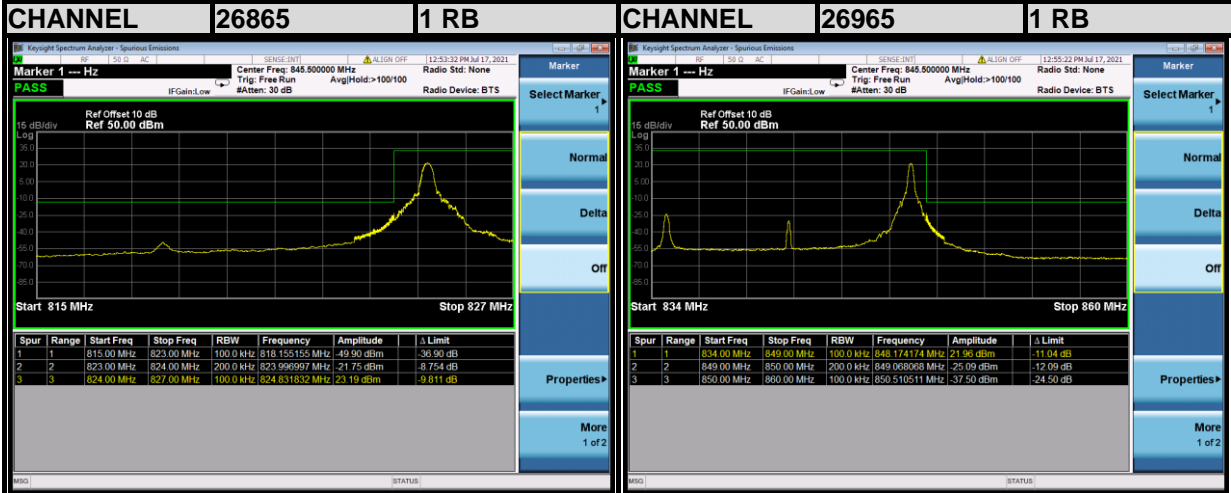 CHANNEL 26865 1 RB
Keysight Spectrum Analyzer - Spurious Emissions
RF 50 Ω AC SENSE:INT ALIGN OFF 12:53:32 PM Jul 17, 2021
Marker 1 --- Hz
Center Freq: 845.500000 MHz
Radio Std: None
Trig: Free Run Avg|Hold:>100/100
PASS
IFGain:Low
#Atten: 30 dB
Radio Device: BTS
Ref Offset 10 dB
15 dB/div Ref 50.00 dBm
Log
35.0
20.0
5.00
-10.0
-25.0
-40.0
-55.0
-70.0
-85.0
Start 815 MHz Stop 827 MHz
Spur Range Start Freq Stop Freq RBW Frequency Amplitude Δ Limit
1 1 815.00 MHz 823.00 MHz 100.0 kHz 818.155155 MHz -49.90 dBm -36.90 dB
2 2 823.00 MHz 824.00 MHz 200.0 kHz 823.996997 MHz -21.75 dBm -8.754 dB
3 3 824.00 MHz 827.00 MHz 100.0 kHz 824.831832 MHz 23.19 dBm -9.811 dB
Marker
Select Marker
1
Normal
Delta
Off
Properties
More
1 of 2
MSG STATUS
CHANNEL 26965 1 RB
Keysight Spectrum Analyzer - Spurious Emissions
RF 50 Ω AC SENSE:INT ALIGN OFF 12:55:22 PM Jul 17, 2021
Marker 1 --- Hz
Center Freq: 845.500000 MHz
Radio Std: None
Trig: Free Run Avg|Hold:>100/100
PASS
IFGain:Low
#Atten: 30 dB
Radio Device: BTS
Ref Offset 10 dB
15 dB/div Ref 50.00 dBm
Log
35.0
20.0
5.00
-10.0
-25.0
-40.0
-55.0
-70.0
-85.0
Start 834 MHz Stop 860 MHz
Spur Range Start Freq Stop Freq RBW Frequency Amplitude Δ Limit
1 1 834.00 MHz 849.00 MHz 100.0 kHz 848.174174 MHz 21.96 dBm -11.04 dB
2 2 849.00 MHz 850.00 MHz 200.0 kHz 849.068068 MHz -25.09 dBm -12.09 dB
3 3 850.00 MHz 860.00 MHz 100.0 kHz 850.510511 MHz -37.50 dBm -24.50 dB
Marker
Select Marker
1
Normal
Delta
Off
Properties
More
1 of 2
MSG STATUS